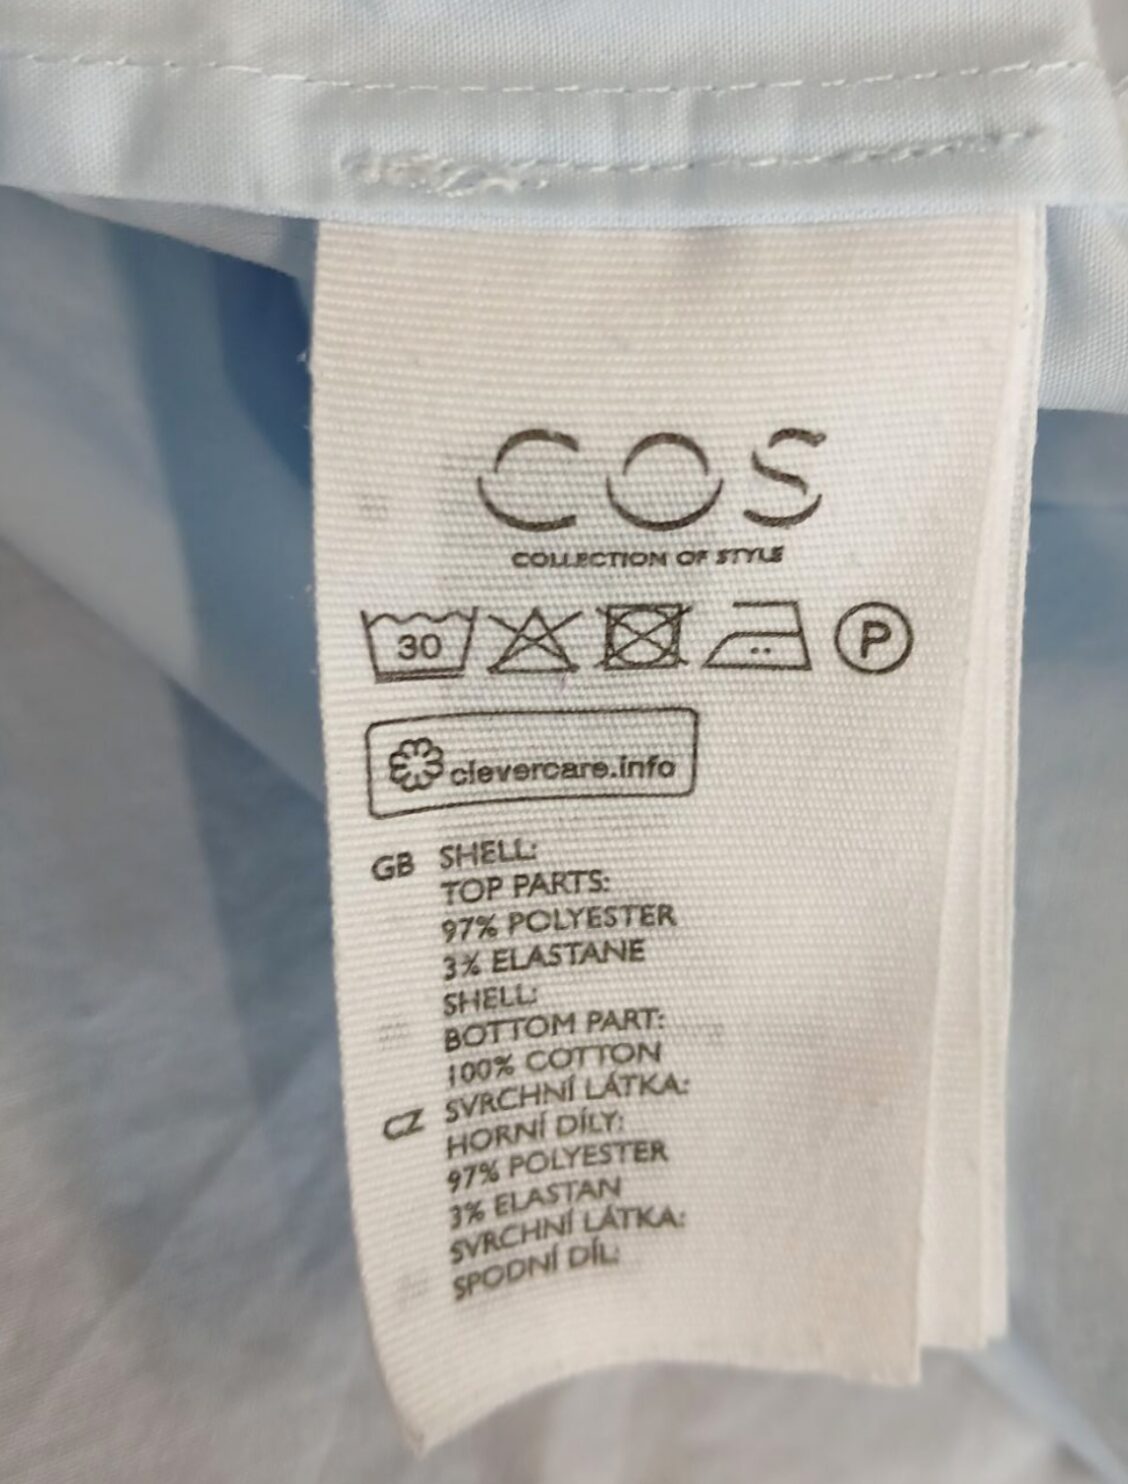 COS
COLLECTION OF STYLE
30
P
clevercare.info
GB SHELL:
TOP PARTS:
97% POLYESTER
3% ELASTANE
SHELL:
BOTTOM PART:
100% COTTON
CZ SVRCHNÍ LÁTKA:
HORNÍ DÍLY:
97% POLYESTER
3% ELASTAN
SVRCHNÍ LÁTKA:
SPODNÍ DÍL: